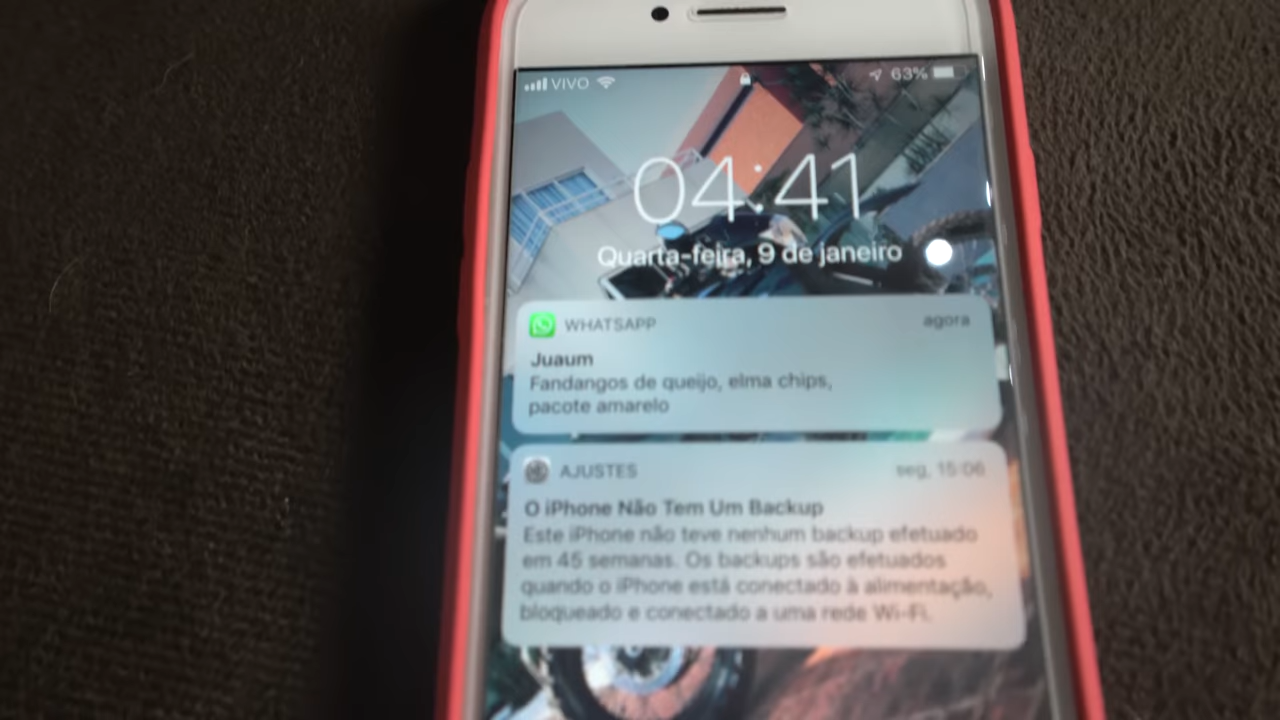 VIVO 63%
04:41
Quarta-feira, 9 de janeiro
WHATSAPP agora
Juaum
Fandangos de queijo, elma chips,
pacote amarelo
AJUSTES seg, 15:06
O iPhone Não Tem Um Backup
Este iPhone não teve nenhum backup efetuado
em 45 semanas. Os backups são efetuados
quando o iPhone está conectado à alimentação,
bloqueado e conectado a uma rede Wi-Fi.